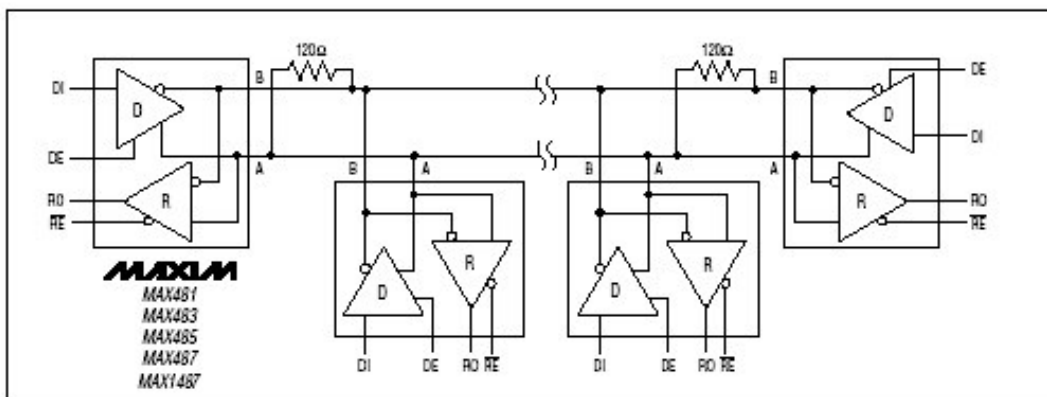 120Ω
120Ω
DI
B
D
DE
A
RO
R
RE
B
DE
D
DI
A
R
RO
RE
B
A
D
R
DI
DE
RO
RE
B
A
D
R
DI
DE
RO
RE
MAXIM
MAX481
MAX483
MAX485
MAX487
MAX1487